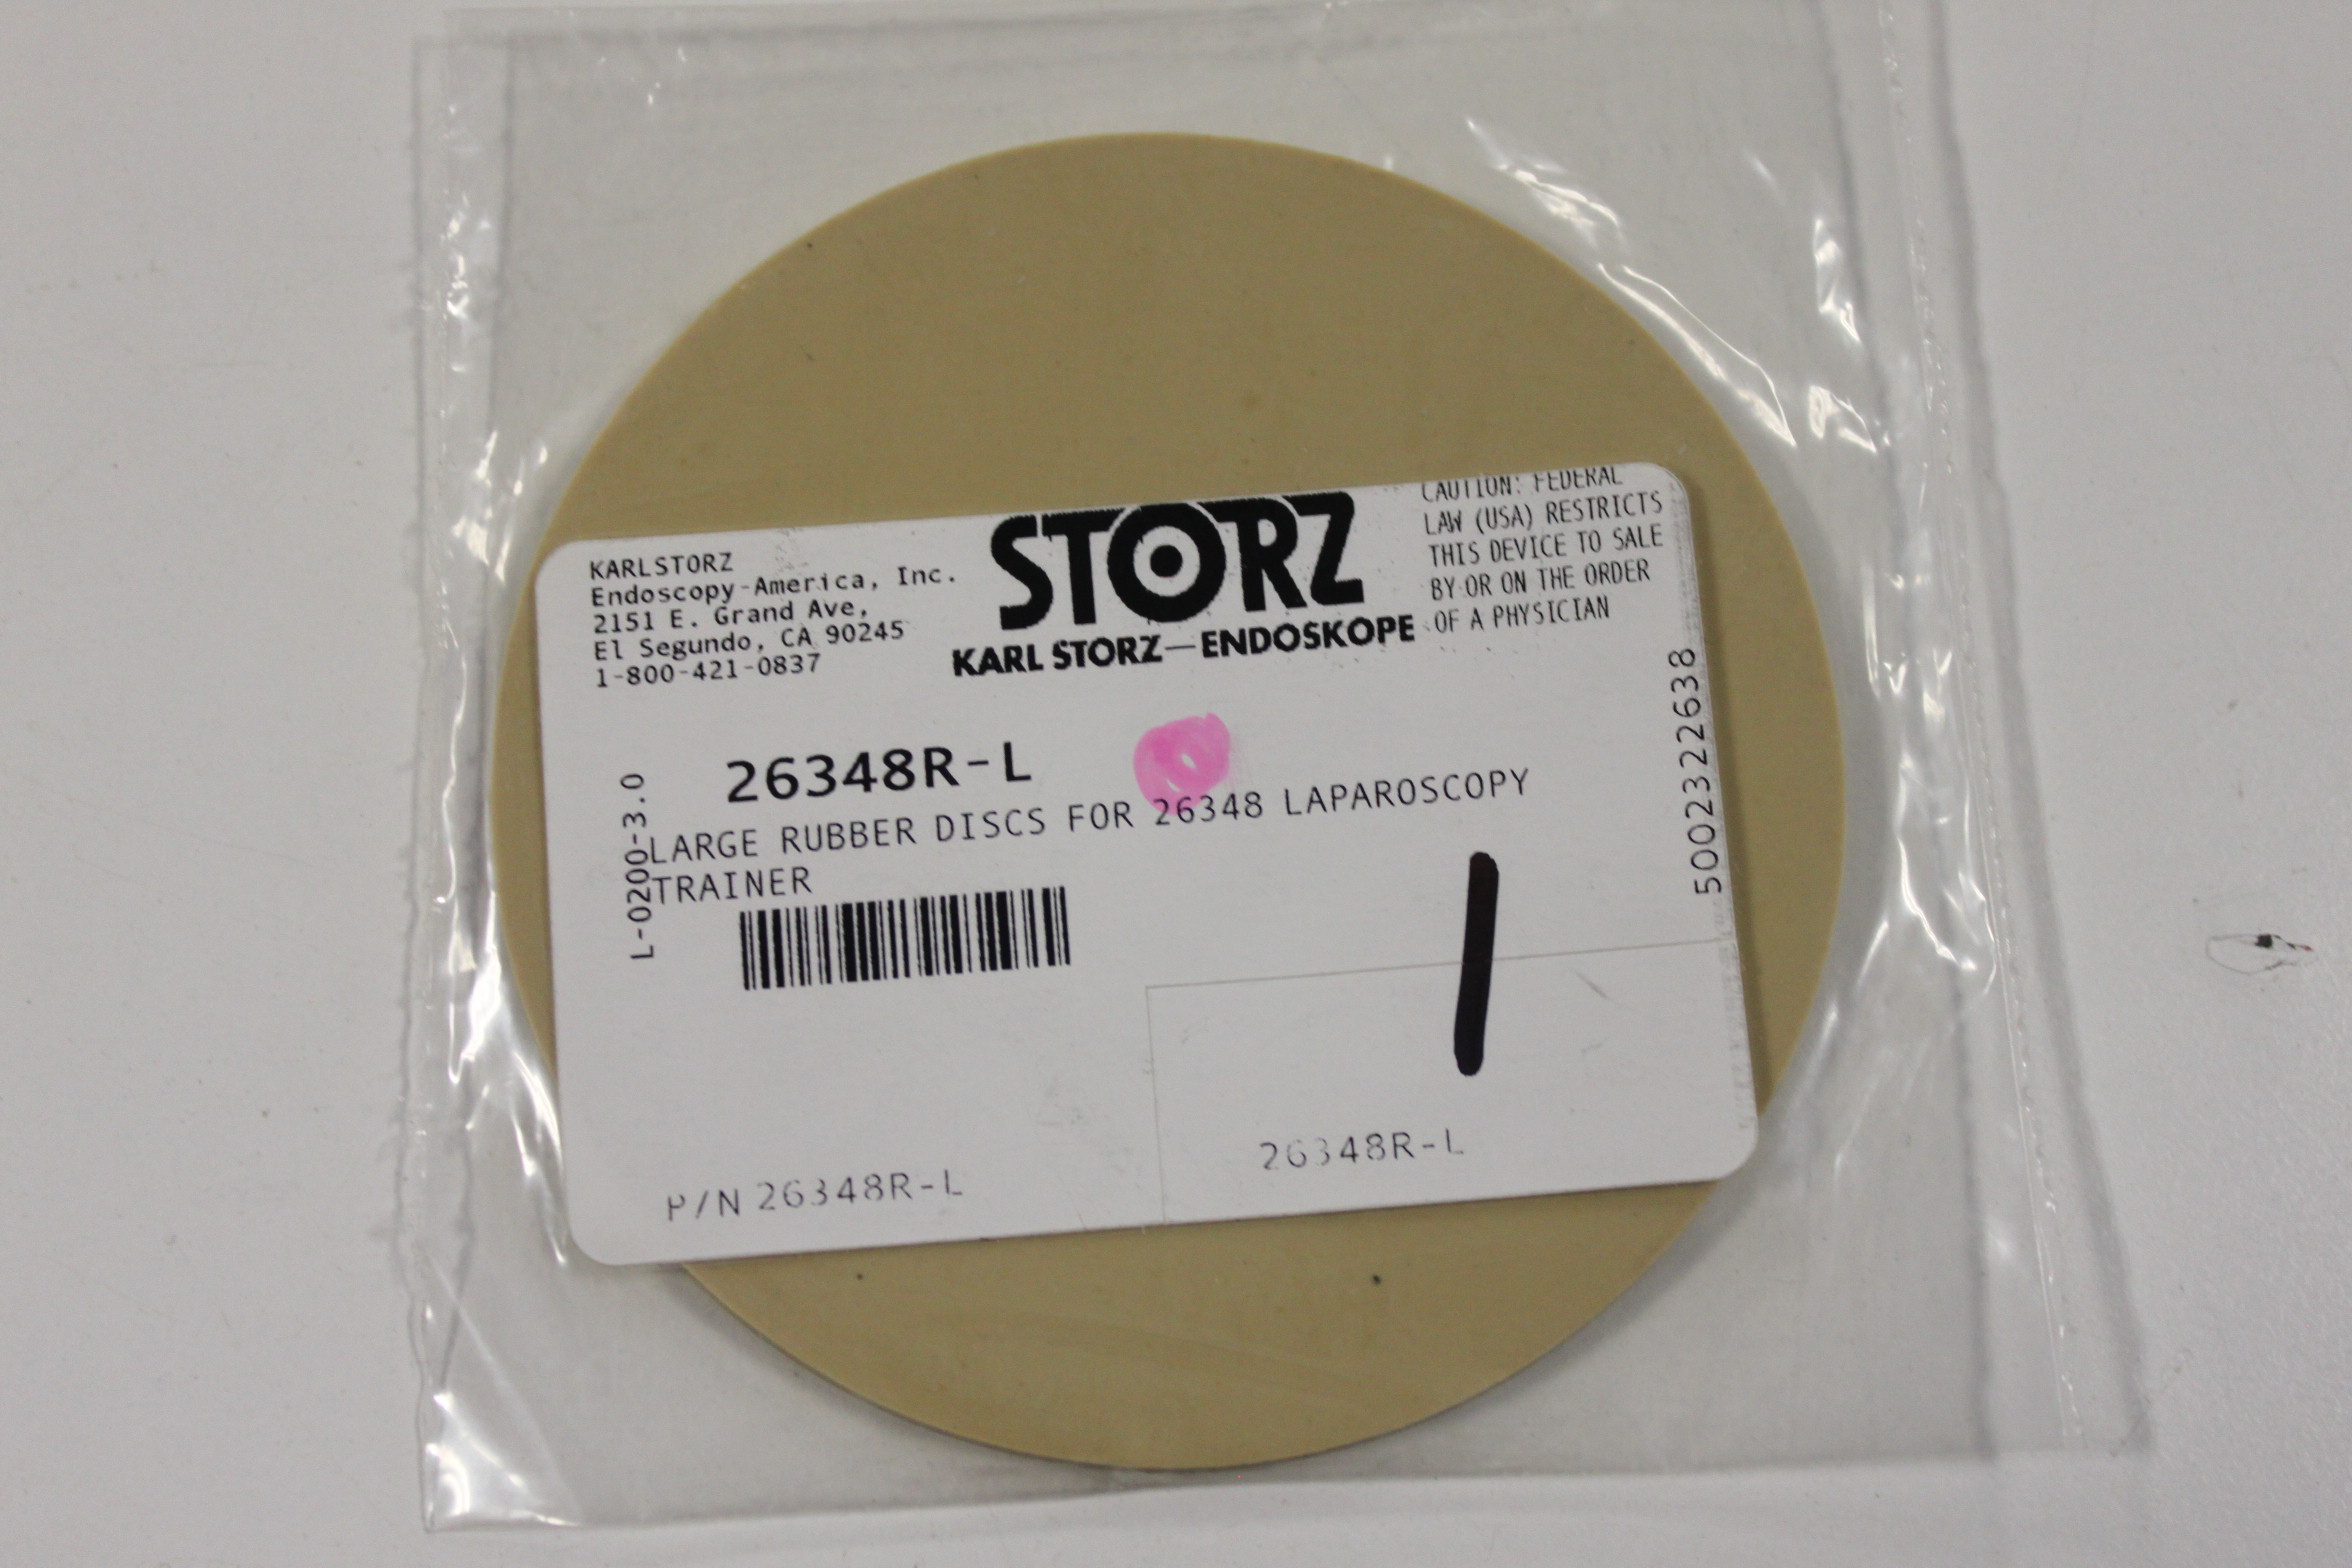 KARL STORZ
Endoscopy-America, Inc.
2151 E. Grand Ave,
El Segundo, CA 90245
1-800-421-0837
STORZ
KARL STORZ—ENDOSKOPE
CAUTION: FEDERAL
LAW (USA) RESTRICTS
THIS DEVICE TO SALE
BY OR ON THE ORDER
OF A PHYSICIAN
26348R-L
LARGE RUBBER DISCS FOR 26348 LAPAROSCOPY
TRAINER
L-0200-3.0
5002322638
1
P/N 26348R-L
26348R-L